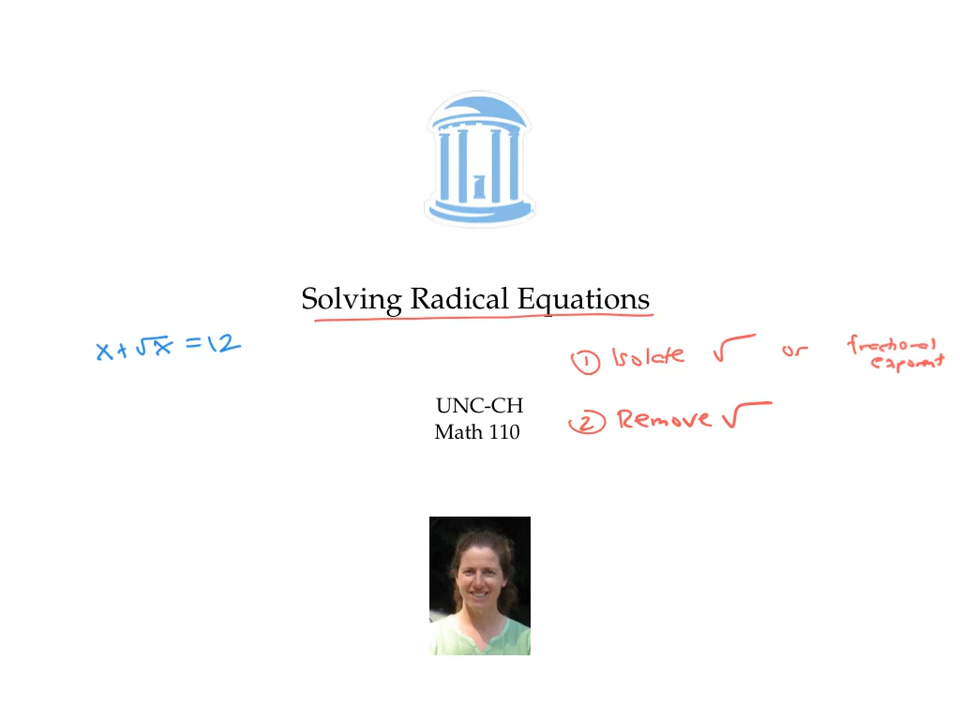 Solving Radical Equations
x + √x = 12
① Isolate √ or fractional exponent
② Remove √
UNC-CH
Math 110